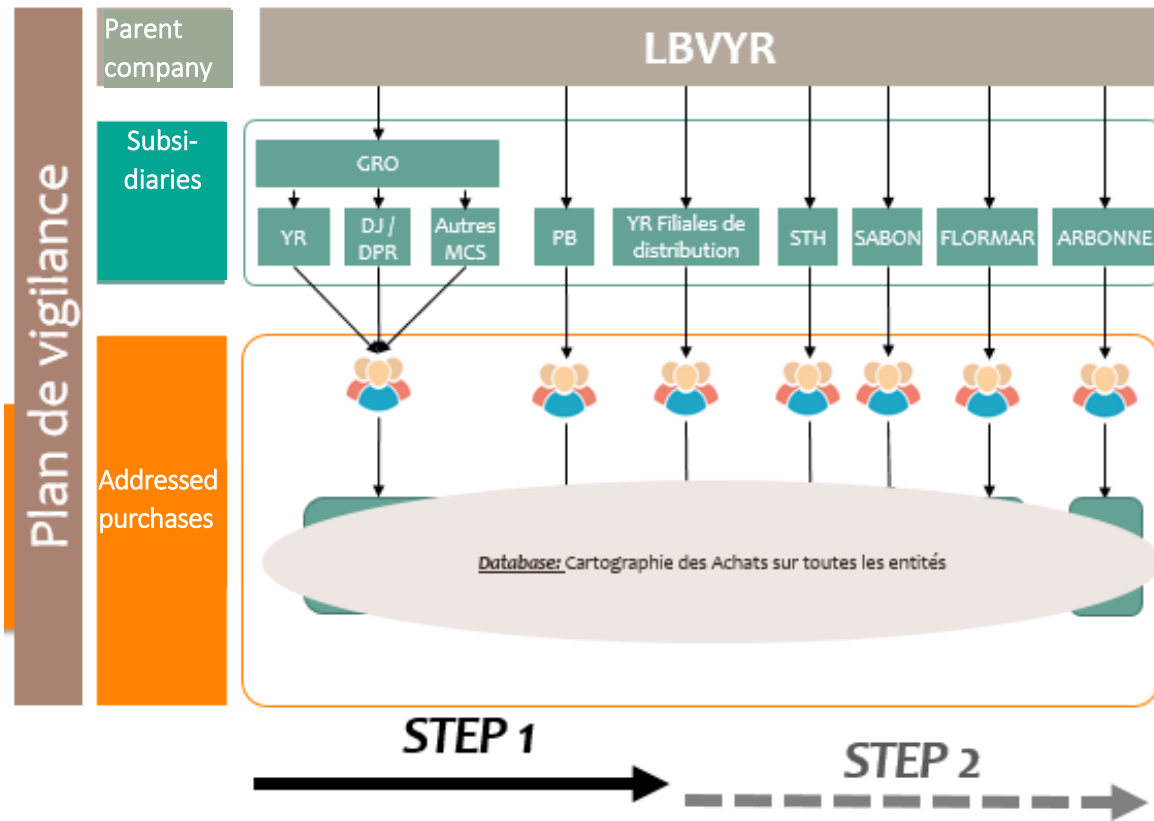 Plan de vigilance
Parent
company
LBVYR
Subsi-
diaries
GRO
YR
DJ /
DPR
Autres
MCS
PB
YR Filiales de
distribution
STH
SABON
FLORMAR
ARBONNE
Addressed
purchases
Database: Cartographie des Achats sur toutes les entités
STEP 1
STEP 2